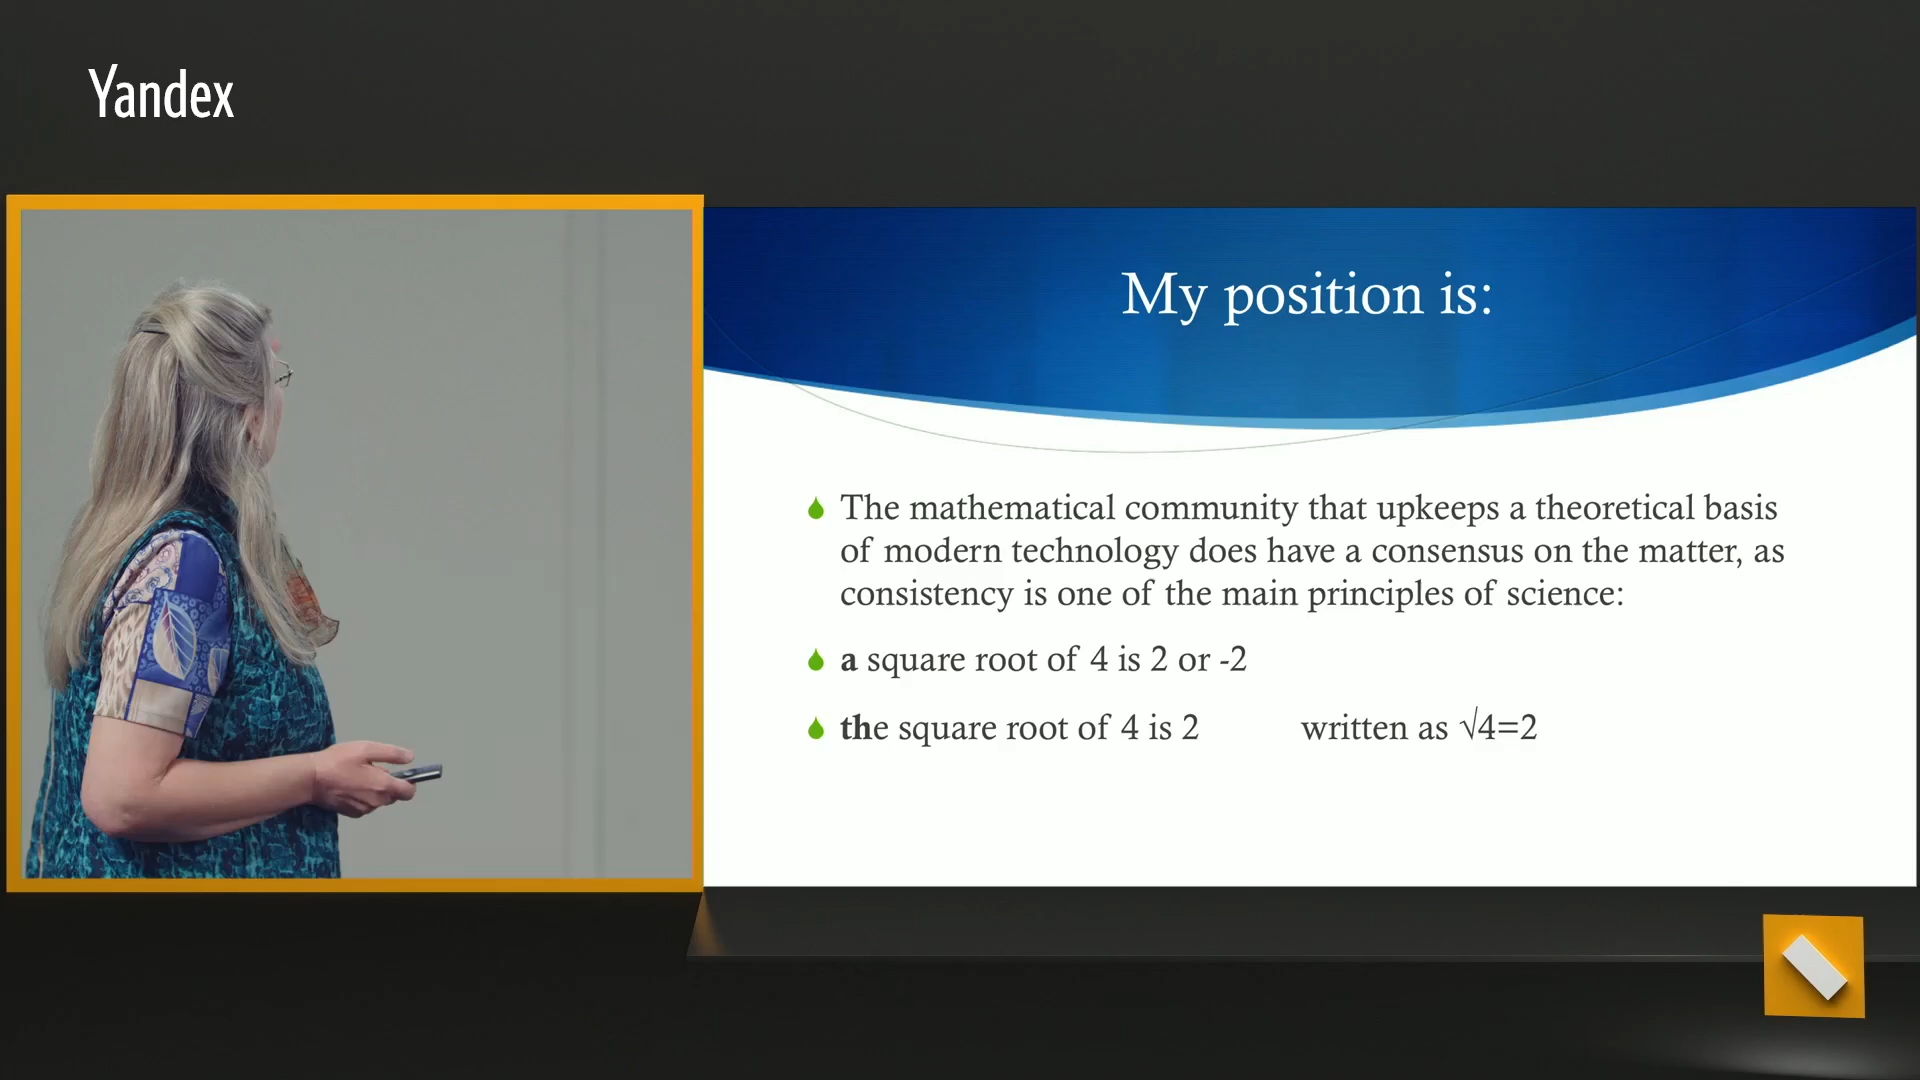 Yandex
My position is:
The mathematical community that upkeeps a theoretical basis
of modern technology does have a consensus on the matter, as
consistency is one of the main principles of science:
a square root of 4 is 2 or -2
the square root of 4 is 2 written as √4=2